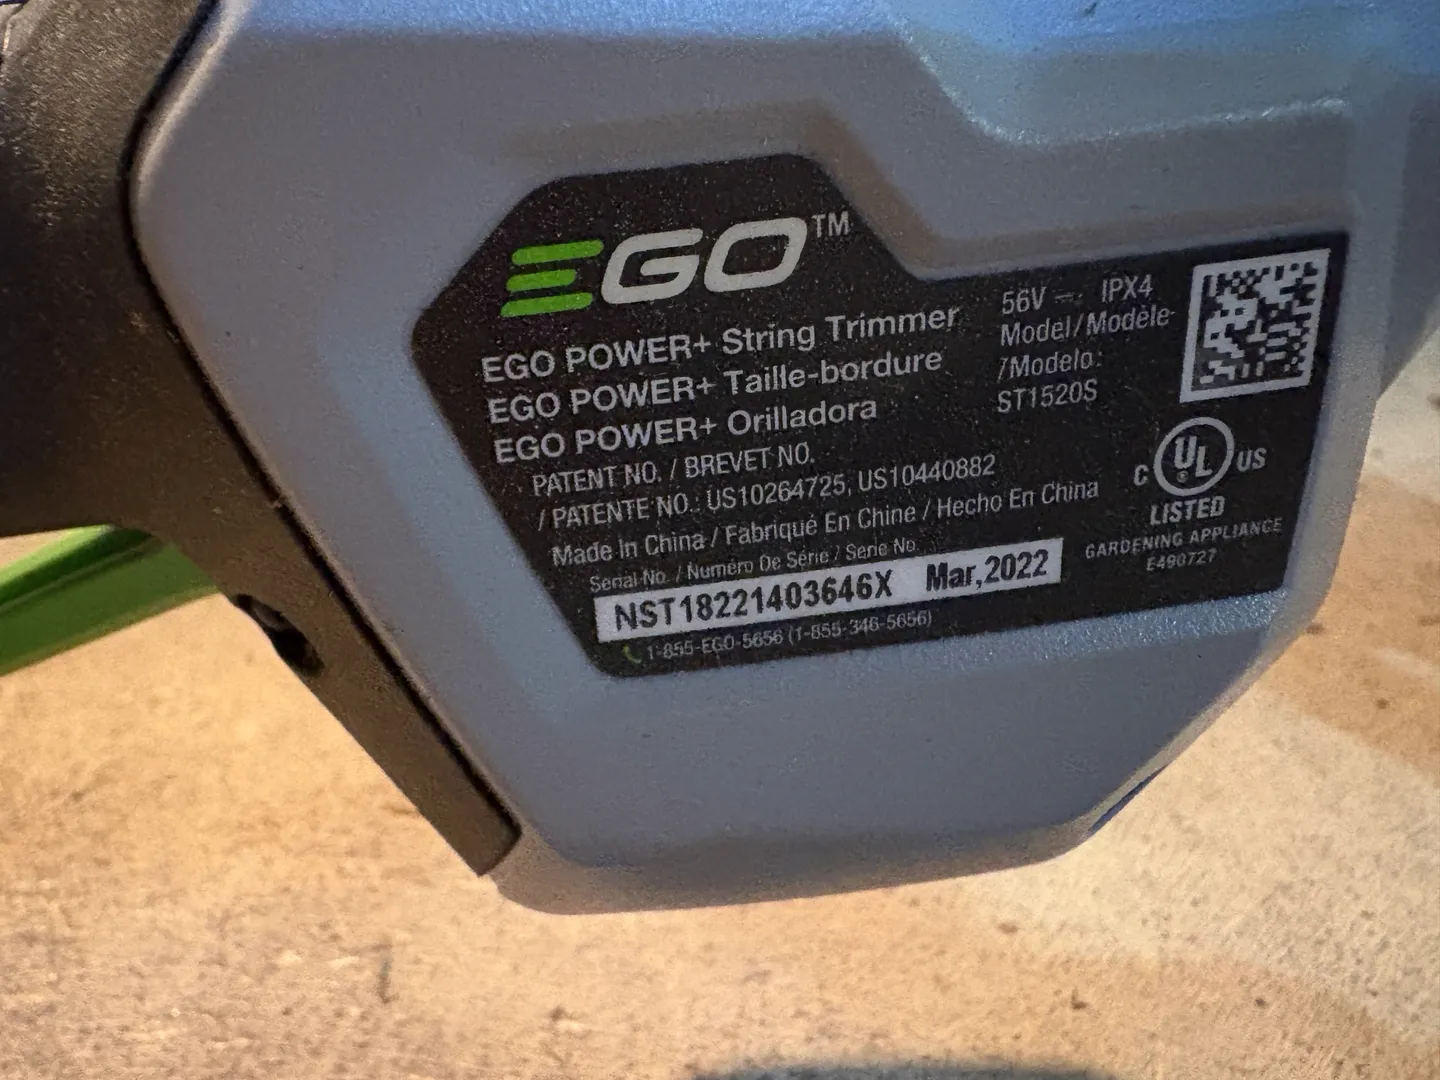 EGO™
EGO POWER+ String Trimmer
EGO POWER+ Taille-bordure
EGO POWER+ Orilladora
PATENT NO. / BREVET NO.
/ PATENTE NO.: US10264725, US10440882
Made In China / Fabriqué En Chine / Hecho En China
Serial No. / Numéro De Série / Serie No.
NST18221403646X Mar,2022
1-855-EGO-5656 (1-855-346-5656)
56V ⎓ IPX4
Model/Modèle
/Modelo:
ST1520S
C UL US
LISTED
GARDENING APPLIANCE
E490727